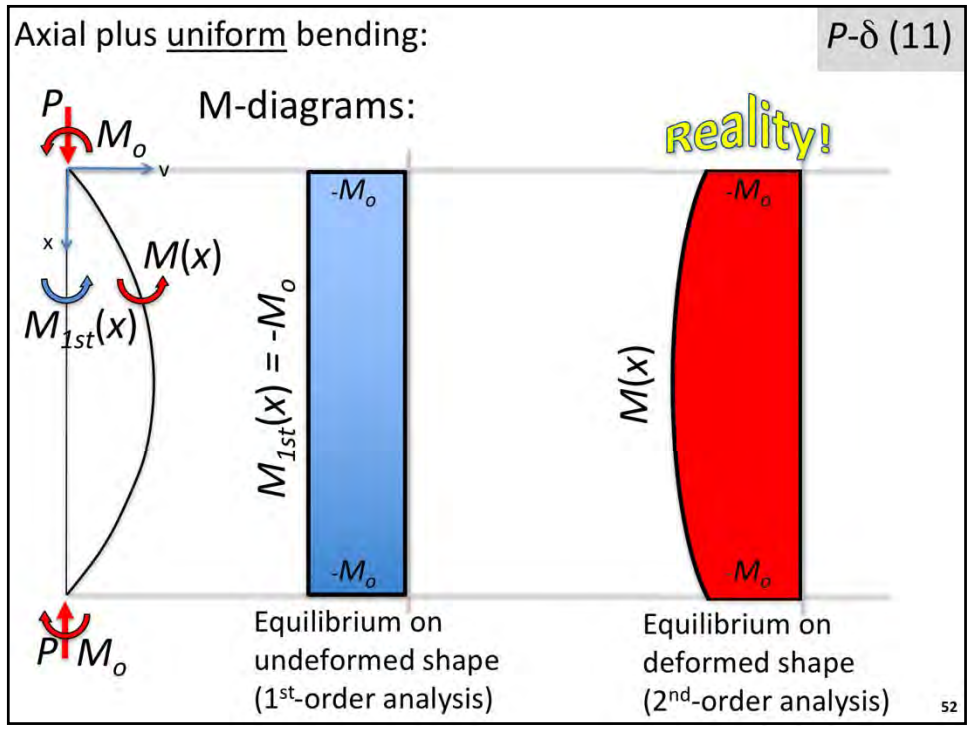 Axial plus uniform bending:
P-δ (11)
M-diagrams:
Reality!
P
Mo
v
x
M(x)
M1st(x)
-Mo
M1st(x) = -Mo
-Mo
-Mo
M(x)
Mo
P Mo
Equilibrium on
undeformed shape
(1st-order analysis)
Equilibrium on
deformed shape
(2nd-order analysis)
52